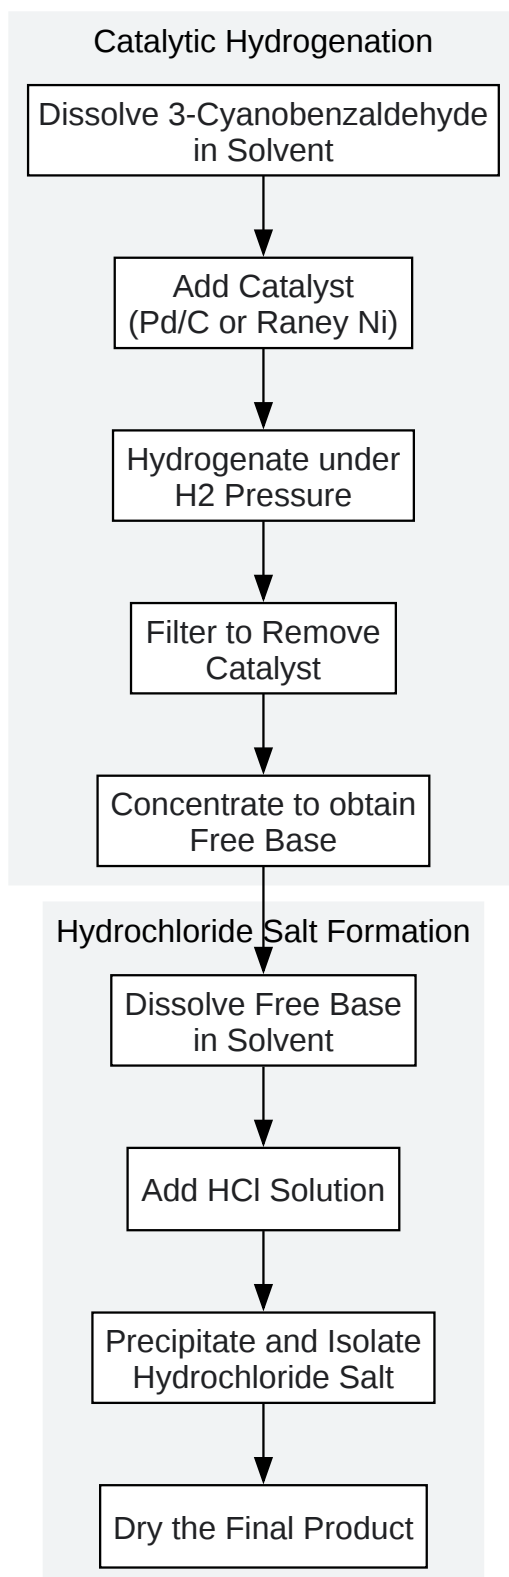 Catalytic Hydrogenation
Dissolve 3-Cyanobenzaldehyde
in Solvent
Add Catalyst
(Pd/C or Raney Ni)
Hydrogenate under
H2 Pressure
Filter to Remove
Catalyst
Concentrate to obtain
Free Base
Hydrochloride Salt Formation
Dissolve Free Base
in Solvent
Add HCl Solution
Precipitate and Isolate
Hydrochloride Salt
Dry the Final Product